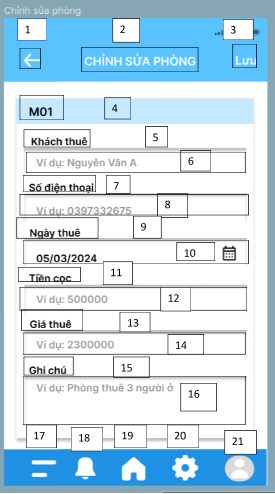 Chỉnh sửa phòng
1 2 3
CHỈNH SỬA PHÒNG Lưu
M01 4
Khách thuê 5
Ví dụ: Nguyễn Văn A 6
Số điện thoại 7
Ví dụ: 0397332675 8
Ngày thuê 9
05/03/2024 10
Tiền cọc 11
Ví dụ: 500000 12
Giá thuê 13
Ví dụ: 2300000 14
Ghi chú 15
Ví dụ: Phòng thuê 3 người ở 16
17 18 19 20 21